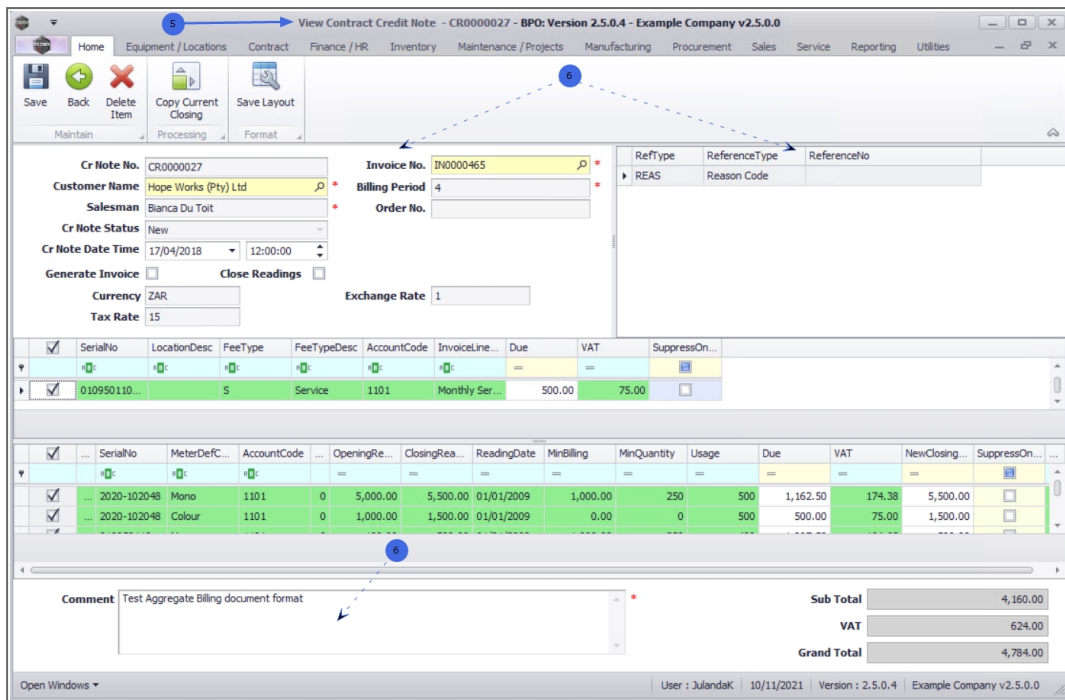 5
View Contract Credit Note - CR0000027 - BPO: Version 2.5.0.4 - Example Company v2.5.0.0
Home Equipment / Locations Contract Finance / HR Inventory Maintenance / Projects Manufacturing Procurement Sales Service Reporting Utilities
Save Back Delete Item Copy Current Closing Save Layout
Maintain Processing Format
6
Cr Note No. CR0000027 Invoice No. IN0000465 *
Customer Name Hope Works (Pty) Ltd * Billing Period 4 *
Salesman Bianca Du Toit * Order No.
Cr Note Status New
Cr Note Date Time 17/04/2018 12:00:00
Generate Invoice Close Readings
Currency ZAR Exchange Rate 1
Tax Rate 15
RefType ReferenceType ReferenceNo
REAS Reason Code
SerialNo LocationDesc FeeType FeeTypeDesc AccountCode InvoiceLine... Due VAT SuppressOn...
010950110... S Service 1101 Monthly Ser... 500.00 75.00
... SerialNo MeterDefC... AccountCode ... OpeningRe... ClosingRea... ReadingDate MinBilling MinQuantity Usage Due VAT NewClosing... SuppressOn... ...
... 2020-102048 Mono 1101 0 5,000.00 5,500.00 01/01/2009 1,000.00 250 500 1,162.50 174.38 5,500.00
... 2020-102048 Colour 1101 0 1,000.00 1,500.00 01/01/2009 0.00 0 500 500.00 75.00 1,500.00
6
Comment Test Aggregate Billing document format *
Sub Total 4,160.00
VAT 624.00
Grand Total 4,784.00
Open Windows User : JulandaK 10/11/2021 Version : 2.5.0.4 Example Company v2.5.0.0